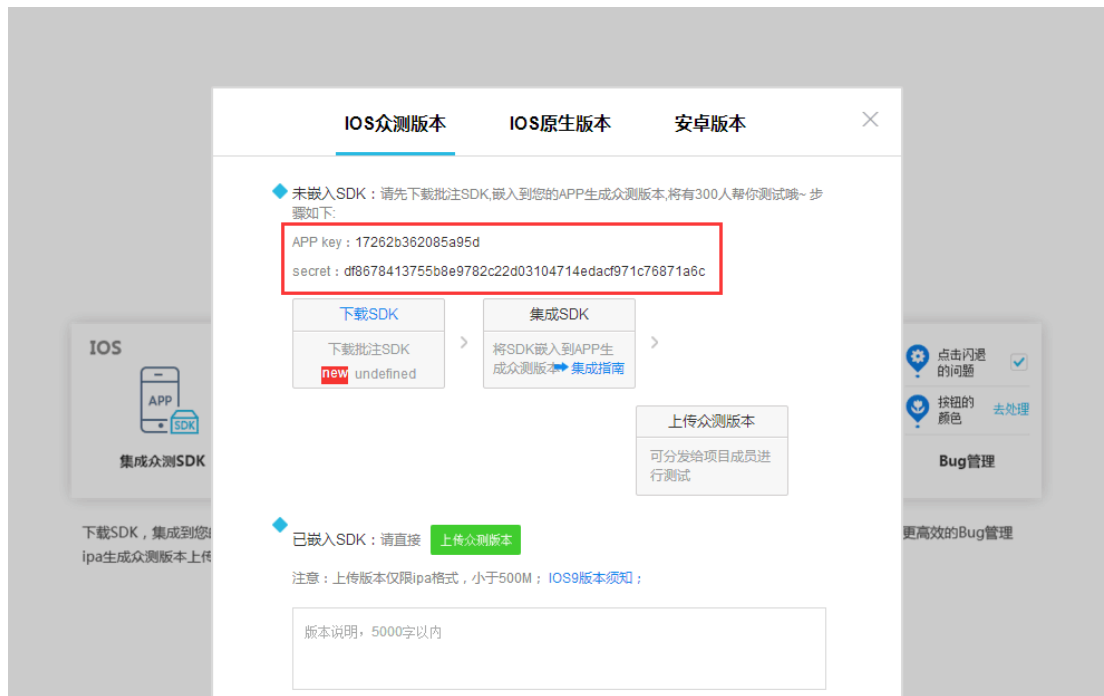 IOS众测版本
IOS原生版本
安卓版本
未嵌入SDK：请先下载批注SDK,嵌入到您的APP生成众测版本,将有300人帮你测试哦~ 步
骤如下:
APP key：17262b362085a95d
secret：df8678413755b8e9782c22d03104714edacf971c76871a6c
下载SDK
下载批注SDK
new undefined
集成SDK
将SDK嵌入到APP生
成众测版本 集成指南
上传众测版本
可分发给项目成员进
行测试
已嵌入SDK：请直接 上传众测版本
注意：上传版本仅限ipa格式，小于500M； IOS9版本须知；
版本说明，5000字以内
IOS
APP
SDK
集成众测SDK
下载SDK，集成到您
ipa生成众测版本上传
点击闪退
的问题
按钮的
颜色
去处理
Bug管理
更高效的Bug管理